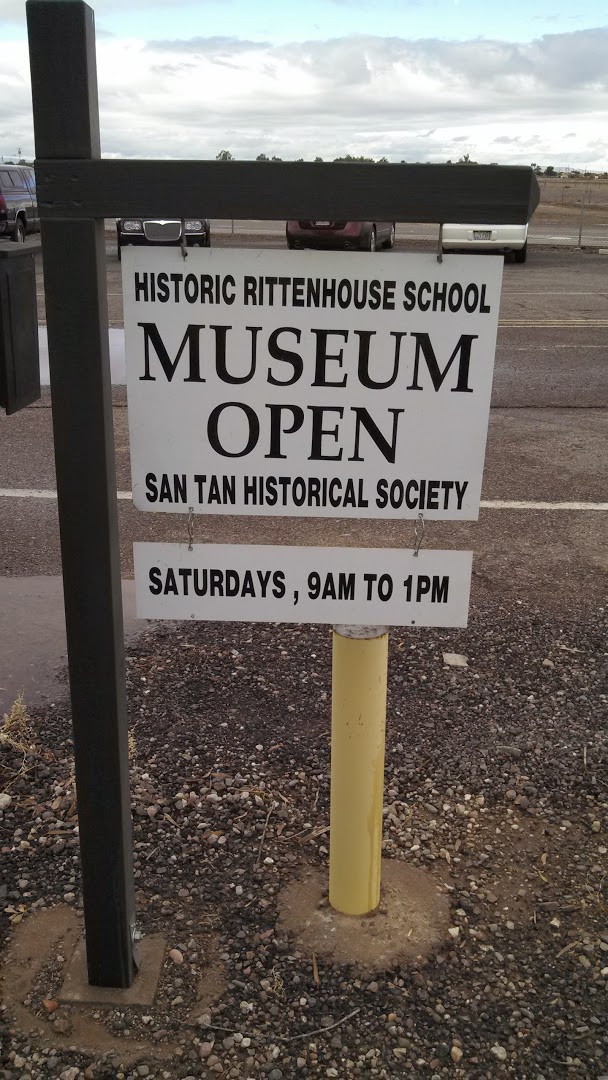 HISTORIC RITTENHOUSE SCHOOL
MUSEUM
OPEN
SAN TAN HISTORICAL SOCIETY
SATURDAYS , 9AM TO 1PM